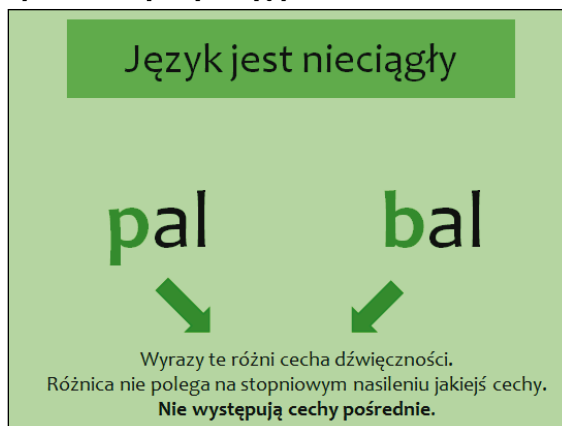 Język jest nieciągły
pal bal
Wyrazy te różni cecha dźwięczności.
Różnica nie polega na stopniowym nasileniu jakiejś cechy.
Nie występują cechy pośrednie.